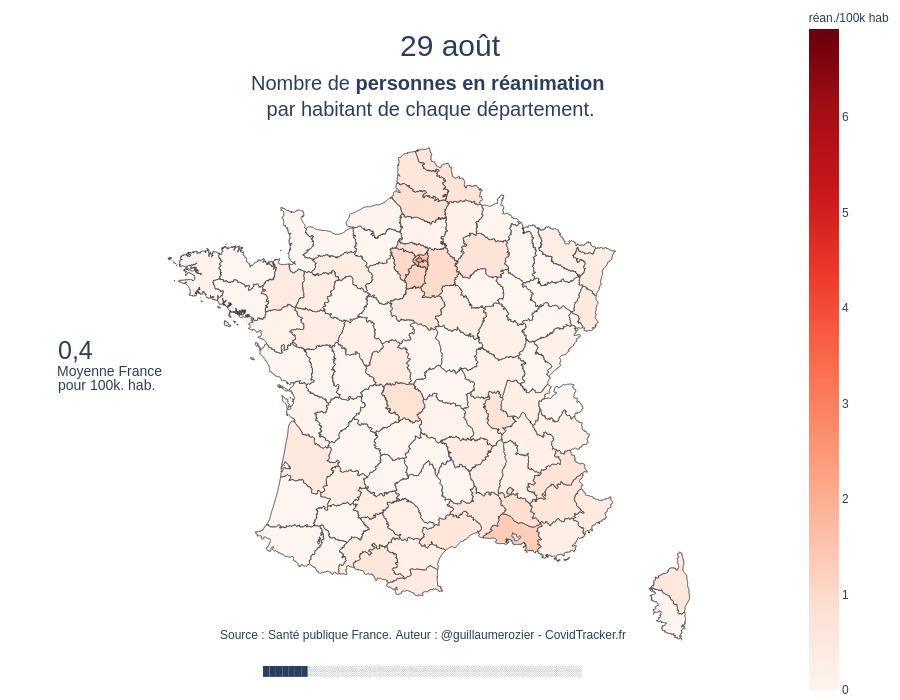 29 août
Nombre de personnes en réanimation
par habitant de chaque département.
réan./100k hab
6
5
4
3
2
1
0
0,4
Moyenne France
pour 100k. hab.
Source : Santé publique France. Auteur : @guillaumerozier - CovidTracker.fr